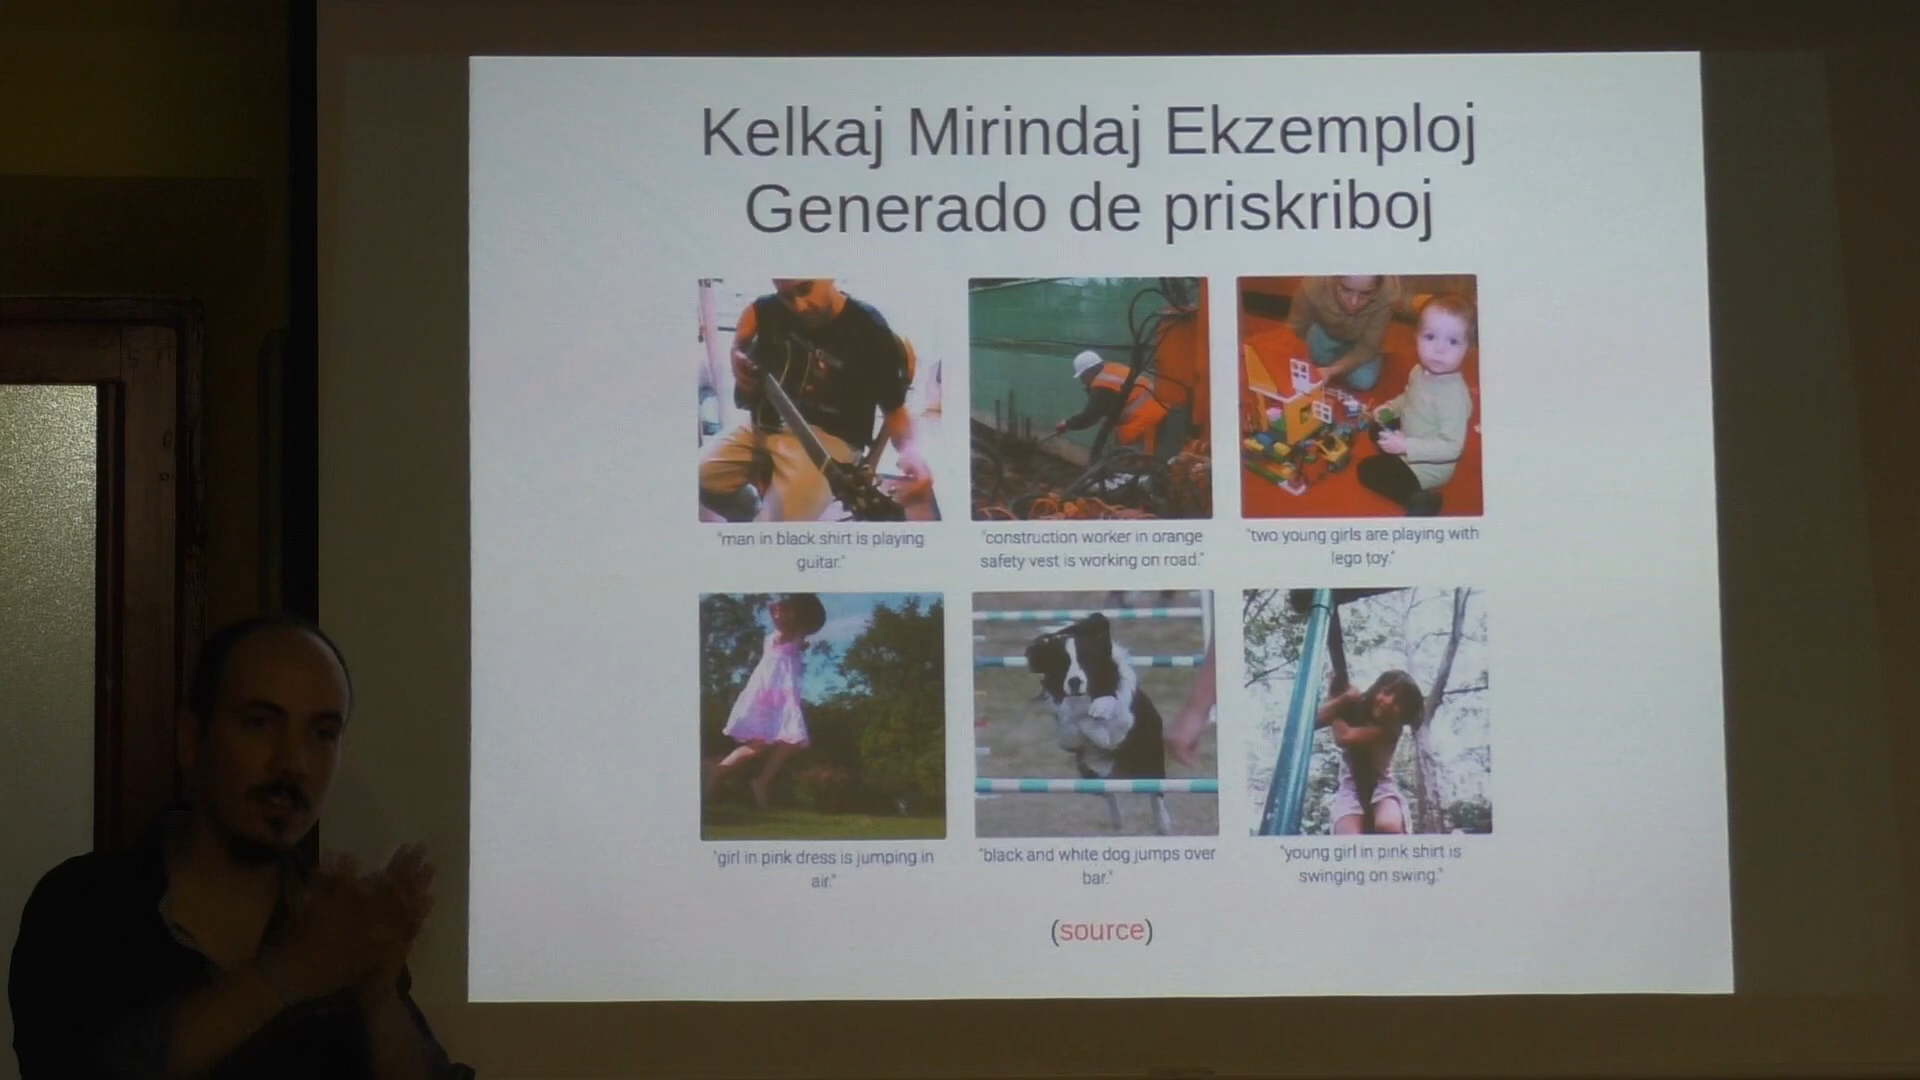 Kelkaj Mirindaj Ekzemploj
Generado de priskriboj
"man in black shirt is playing
guitar."
"construction worker in orange
safety vest is working on road."
"two young girls are playing with
lego toy."
"girl in pink dress is jumping in
air."
"black and white dog jumps over
bar."
"young girl in pink shirt is
swinging on swing."
(source)